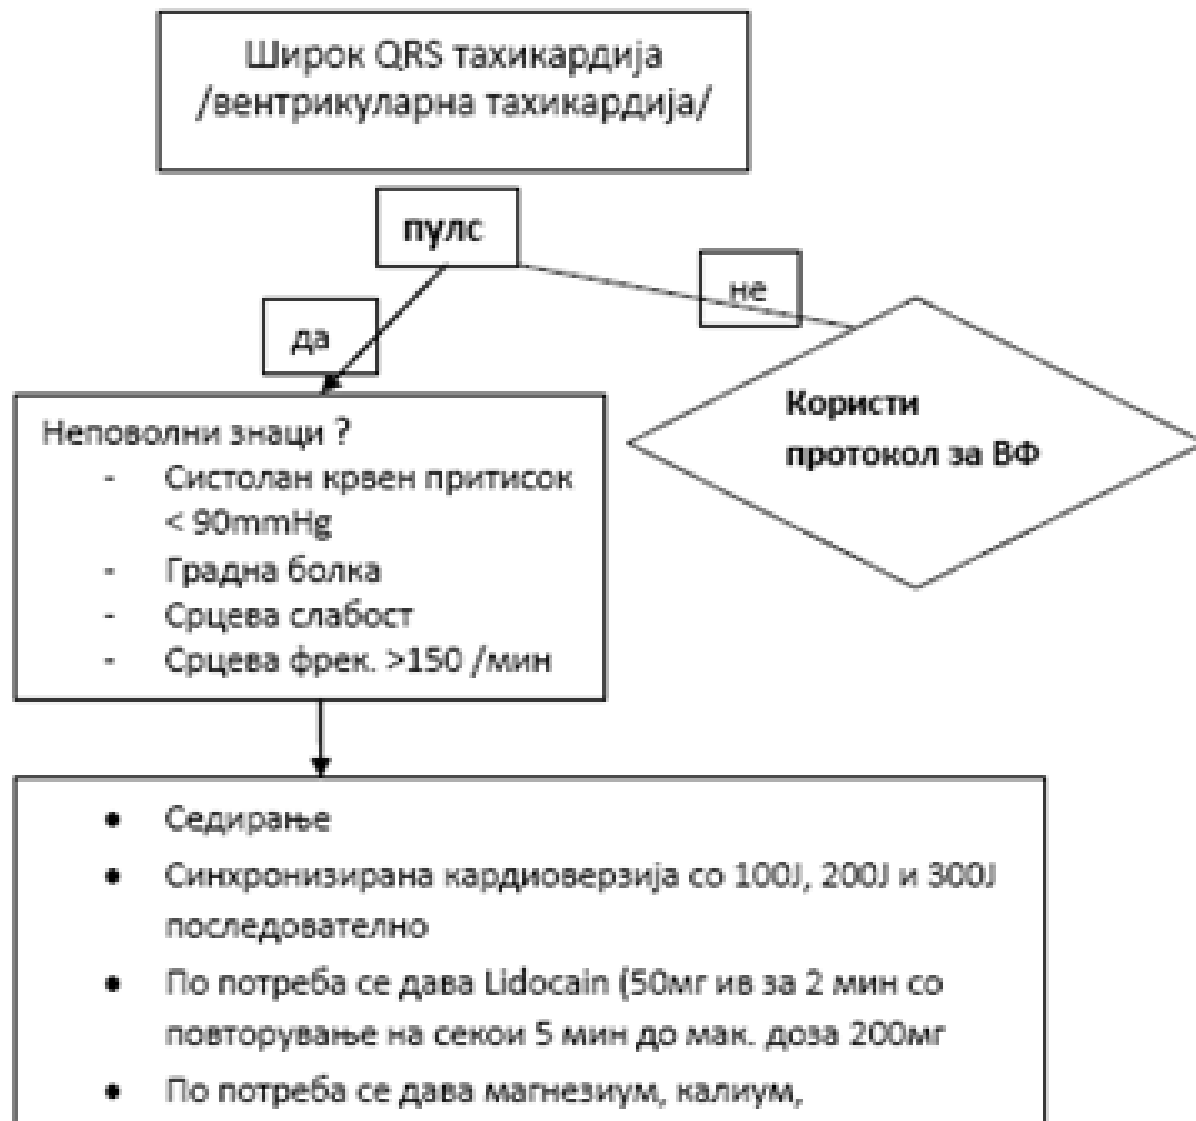 Широк QRS тахикардија
/вентрикуларна тахикардија/
пулс
не
да
Користи
протокол за ВФ
Неповолни знаци ?
- Систолан крвен притисок
< 90mmHg
- Градна болка
- Срцева слабост
- Срцева фрек. >150 /мин
• Седирање
• Синхронизирана кардиоверзија со 100J, 200J и 300J
последователно
• По потреба се дава Lidocain (50мг ив за 2 мин со
повторување на секои 5 мин до мак. доза 200мг
• По потреба се дава магнезиум, калиум,